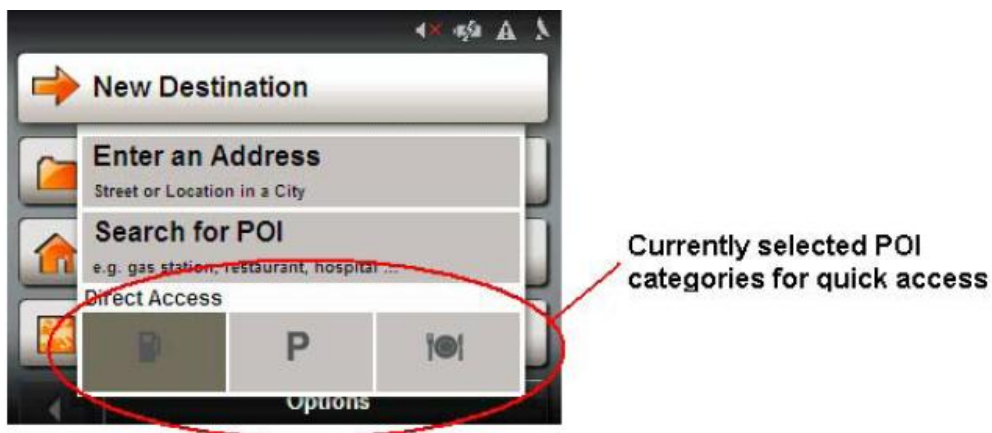 New Destination
Enter an Address
Street or Location in a City
Search for POI
e.g. gas station, restaurant, hospital ...
Direct Access
P
Options
Currently selected POI
categories for quick access